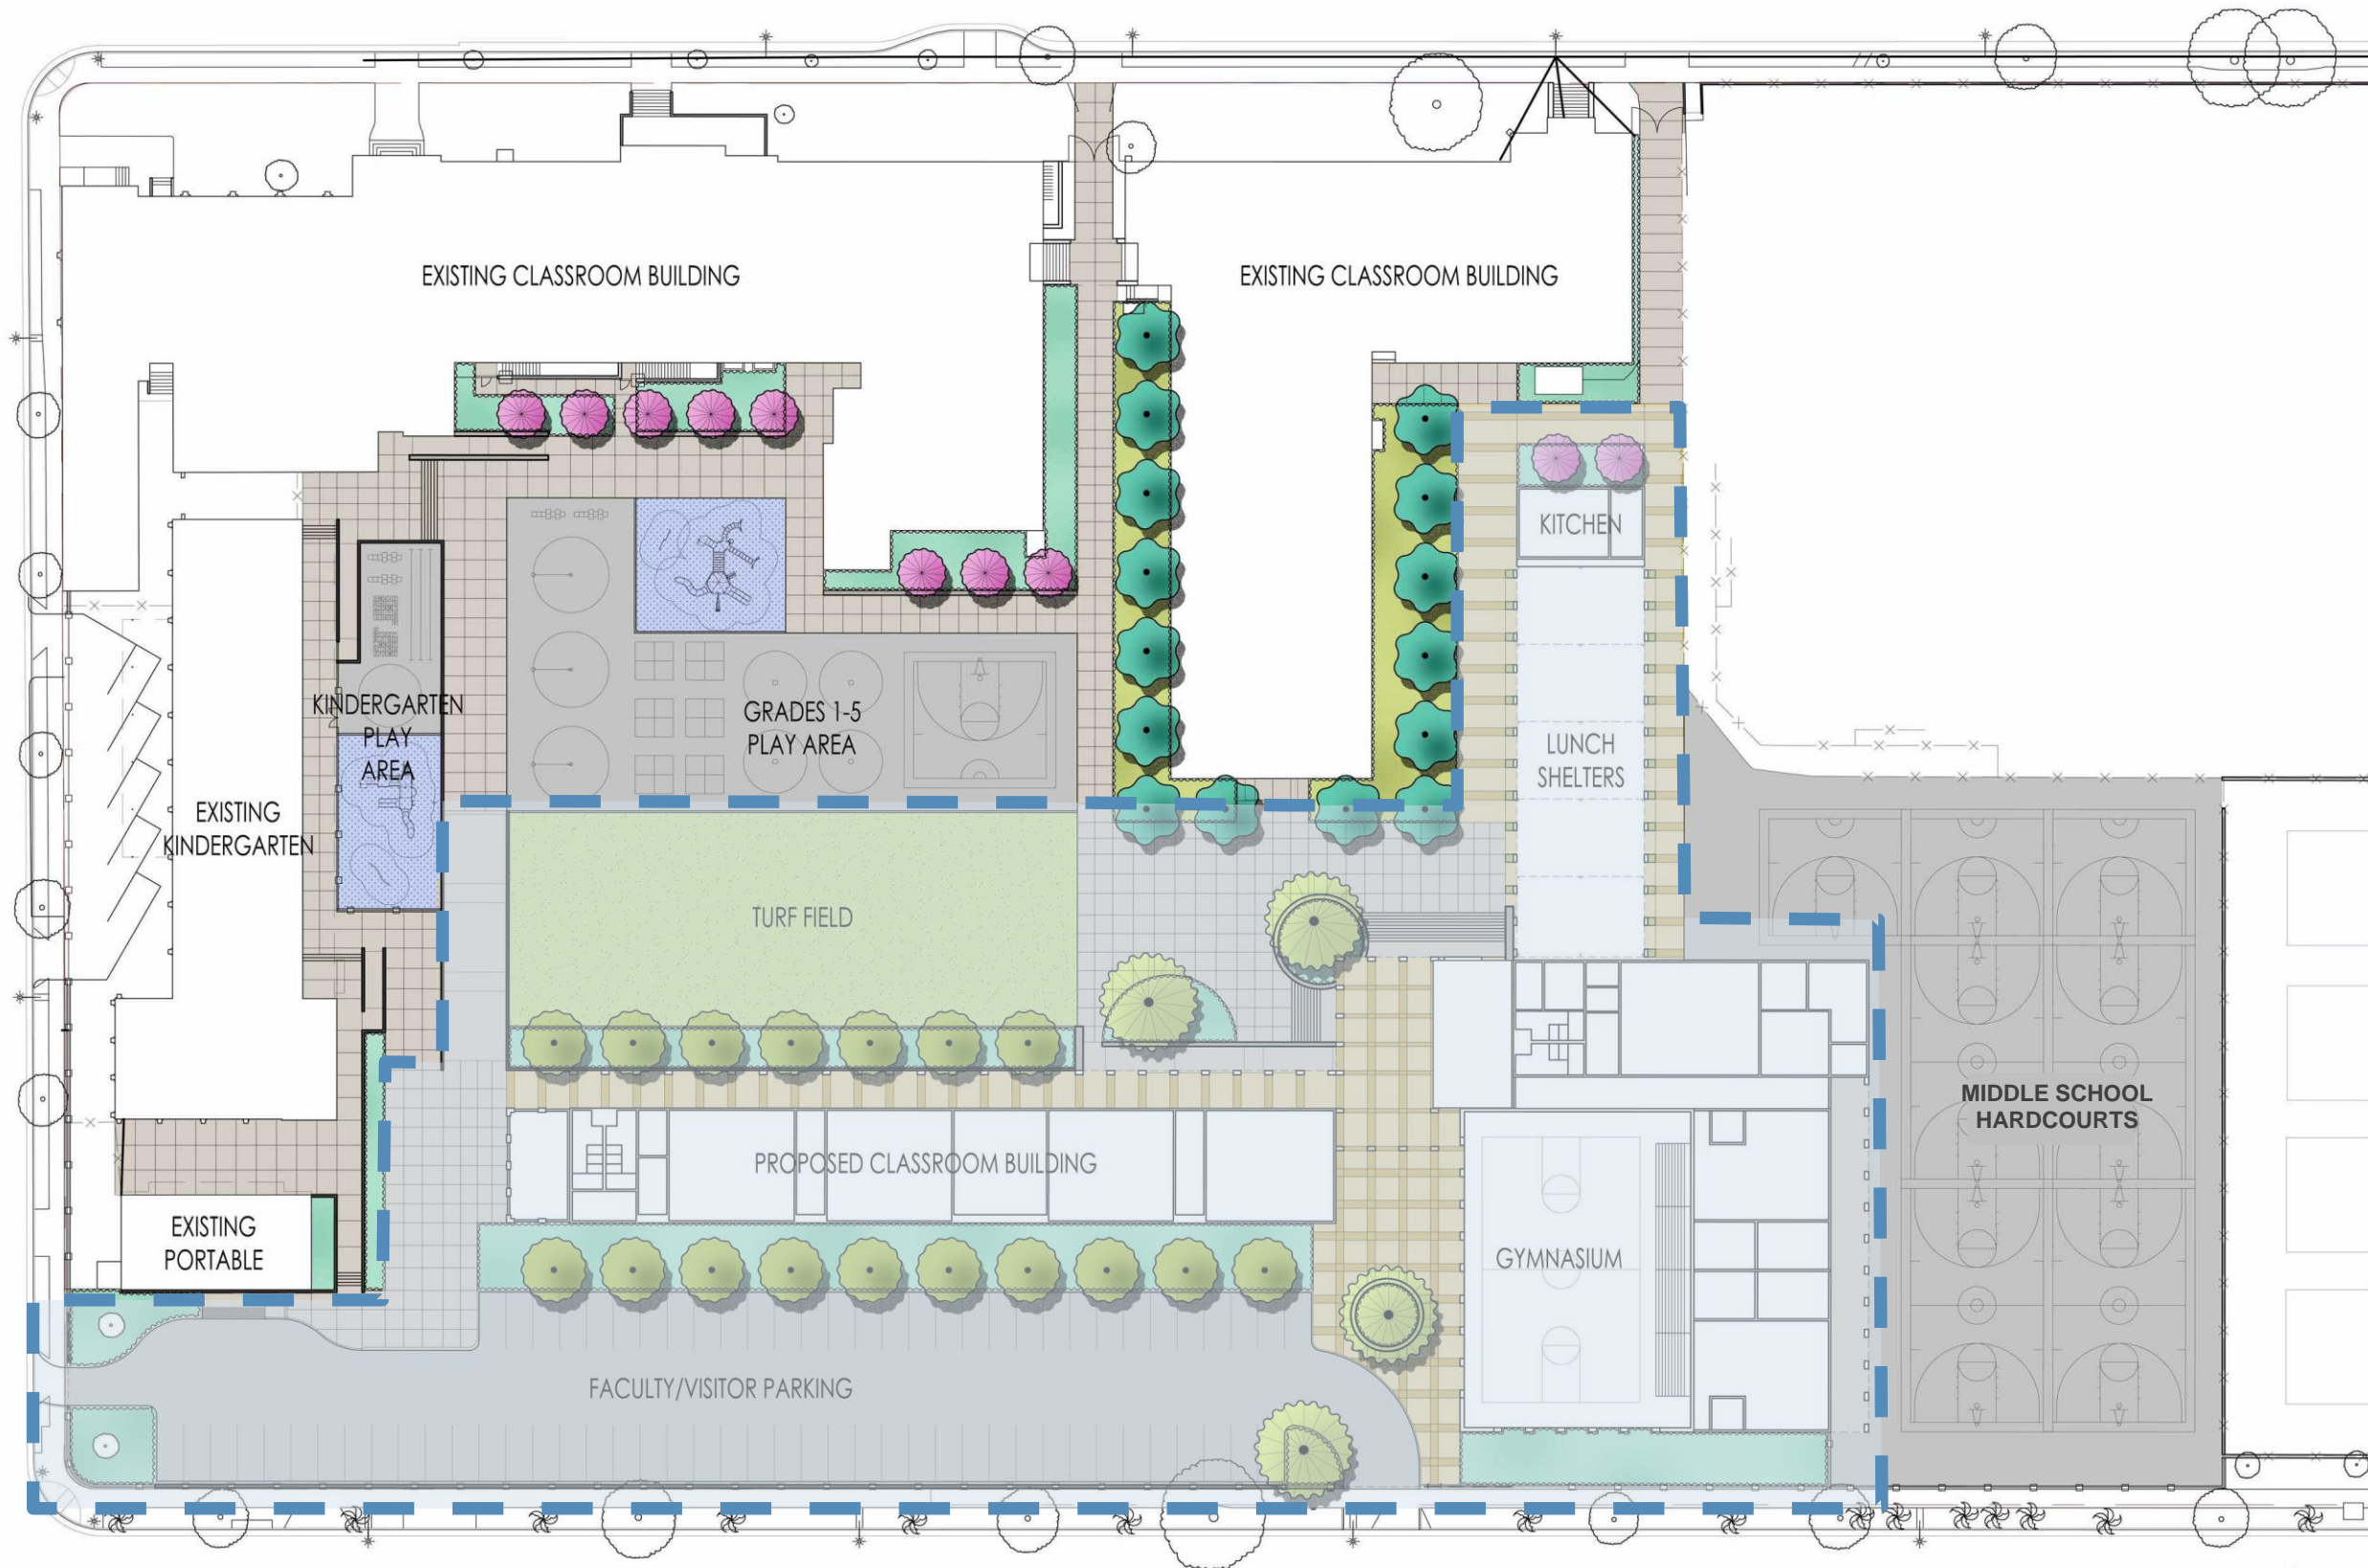 EXISTING CLASSROOM BUILDING
EXISTING CLASSROOM BUILDING
KITCHEN
KINDERGARTEN
PLAY
AREA
GRADES 1-5
PLAY AREA
LUNCH
SHELTERS
EXISTING
KINDERGARTEN
TURF FIELD
MIDDLE SCHOOL
HARDCOURTS
PROPOSED CLASSROOM BUILDING
EXISTING
PORTABLE
GYMNASIUM
FACULTY/VISITOR PARKING